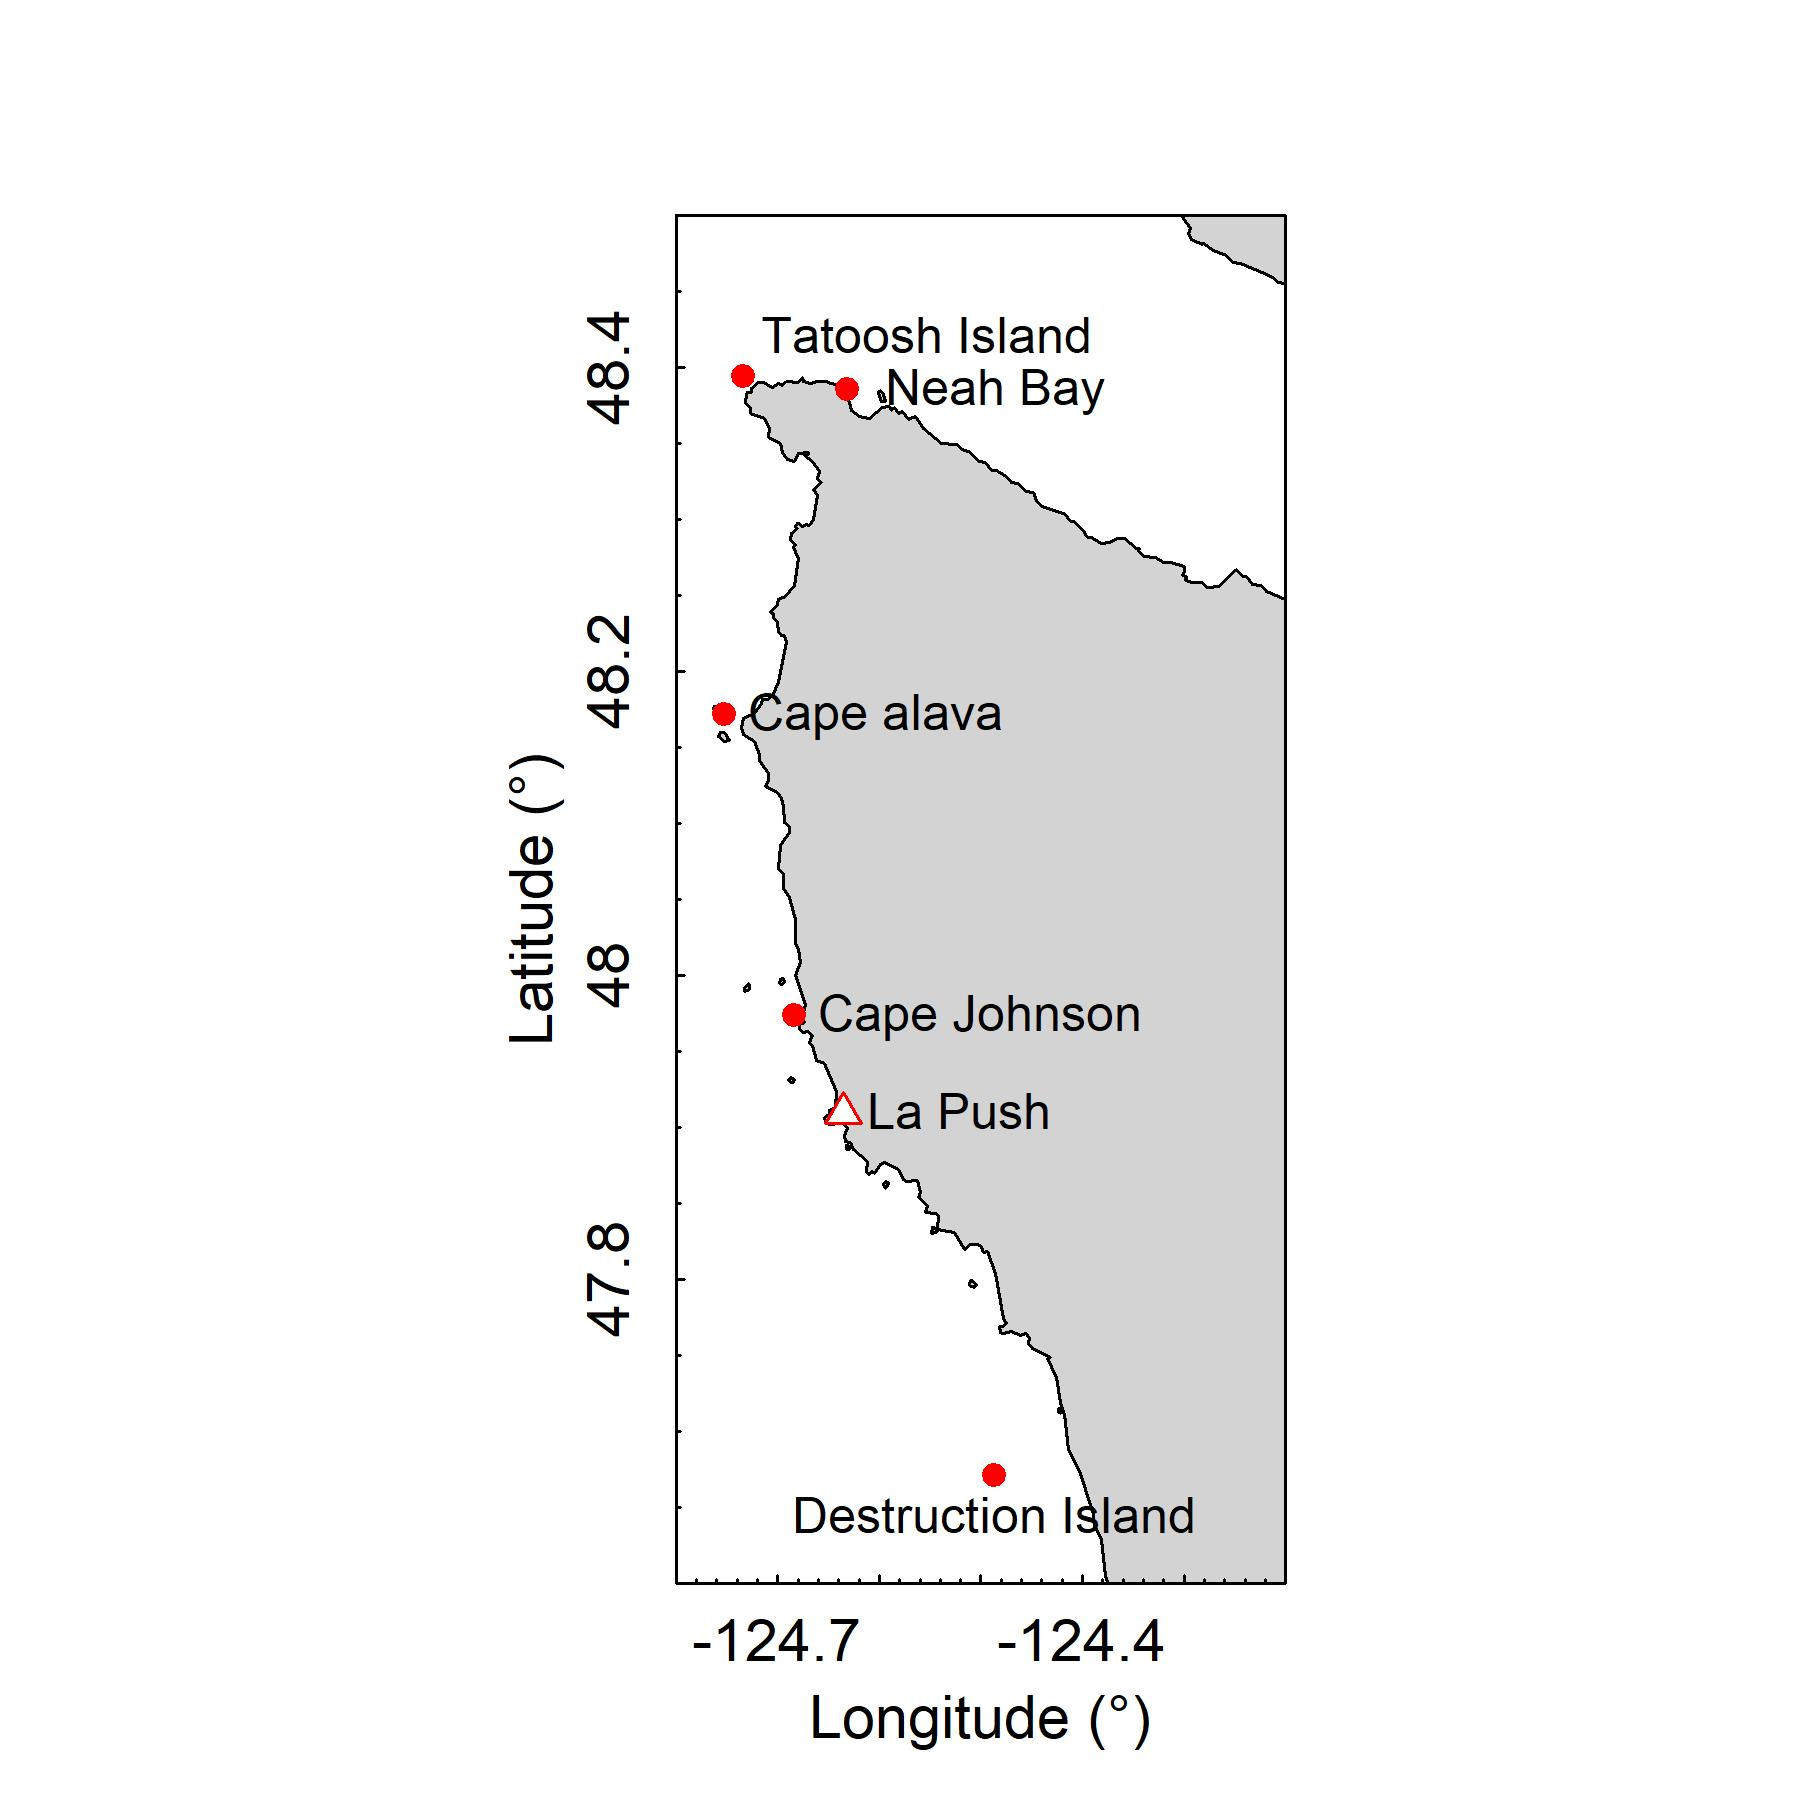 Tatoosh Island
Neah Bay
Cape alava
Cape Johnson
La Push
Destruction Island
48.4
48.2
48
47.8
Latitude (°)
-124.7
-124.4
Longitude (°)